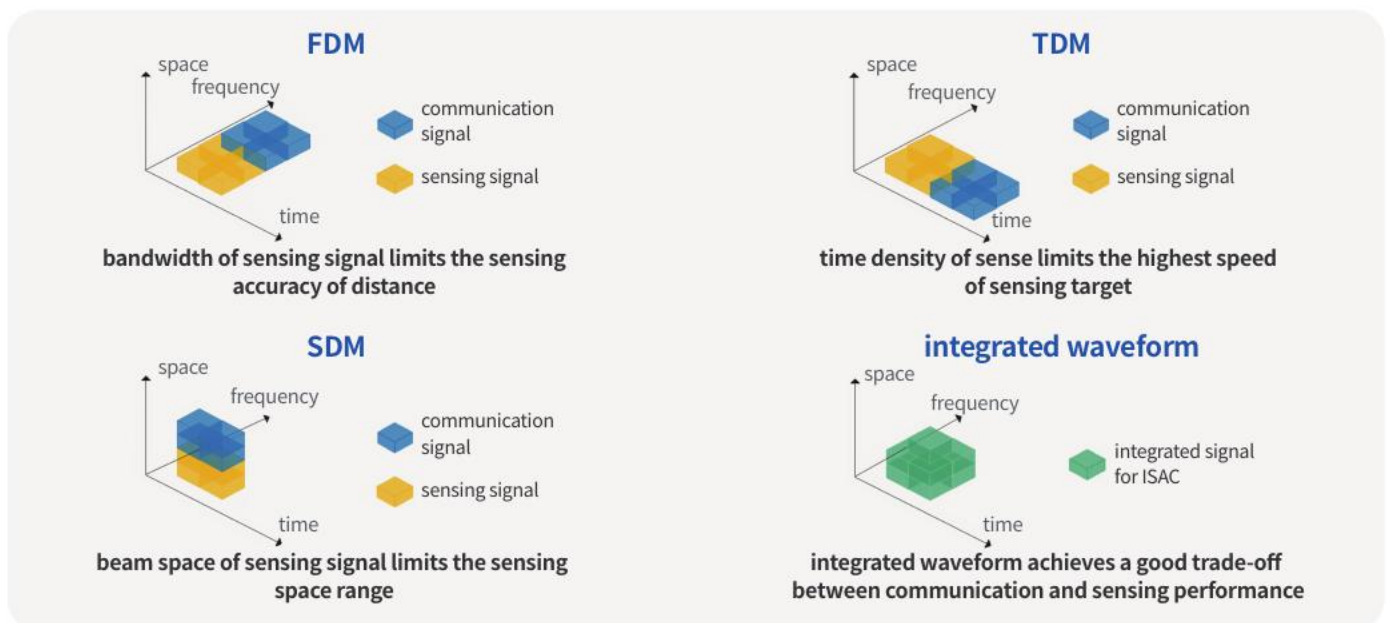 FDM
space
frequency
communication
signal
sensing signal
time
bandwidth of sensing signal limits the sensing
accuracy of distance
TDM
space
frequency
communication
signal
sensing signal
time
time density of sense limits the highest speed
of sensing target
SDM
space
frequency
communication
signal
sensing signal
time
beam space of sensing signal limits the sensing
space range
integrated waveform
space
frequency
integrated signal
for ISAC
time
integrated waveform achieves a good trade-off
between communication and sensing performance